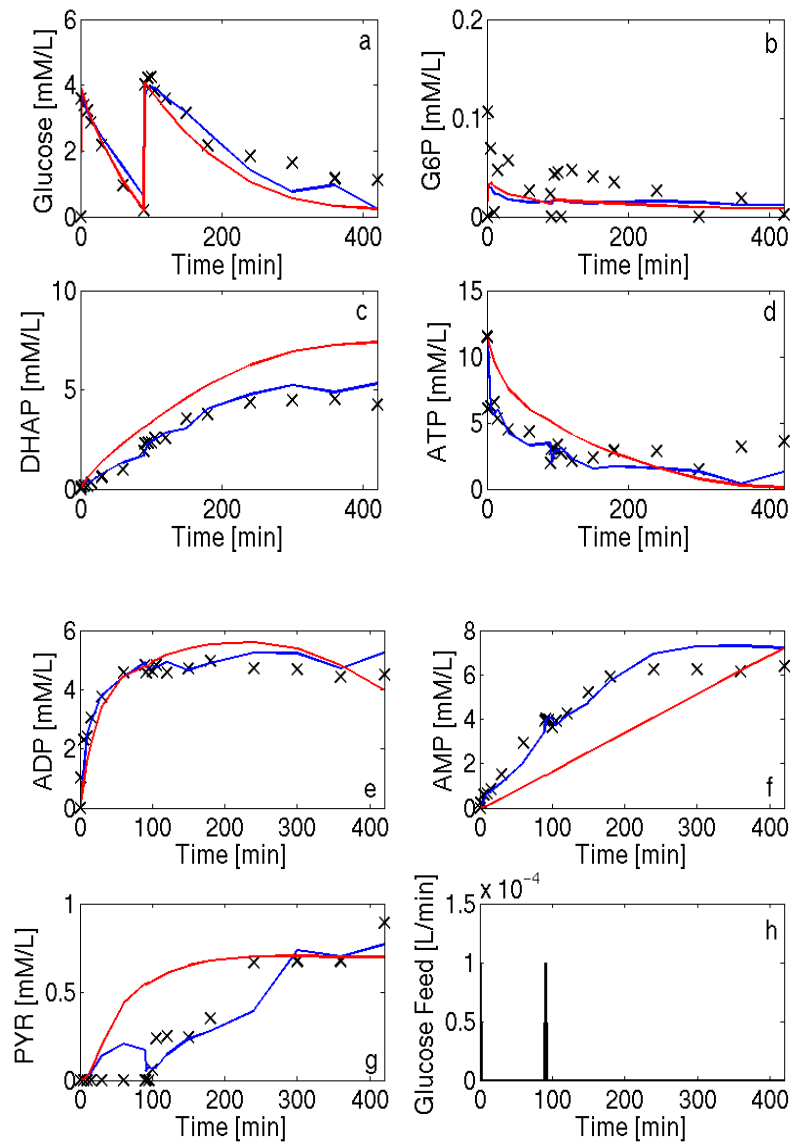 6
4
2
0
Glucose [mM/L]
a
0 200 400
Time [min]
0.2
0.1
0
G6P [mM/L]
b
0 200 400
Time [min]
10
5
0
DHAP [mM/L]
c
0 200 400
Time [min]
15
10
5
0
ATP [mM/L]
d
0 200 400
Time [min]
6
4
2
0
ADP [mM/L]
e
0 100 200 300 400
Time [min]
8
6
4
2
0
AMP [mM/L]
f
0 100 200 300 400
Time [min]
1
0.5
0
PYR [mM/L]
g
0 100 200 300 400
Time [min]
x 10⁻⁴
1.5
1
0.5
0
Glucose Feed [L/min]
h
0 100 200 300 400
Time [min]